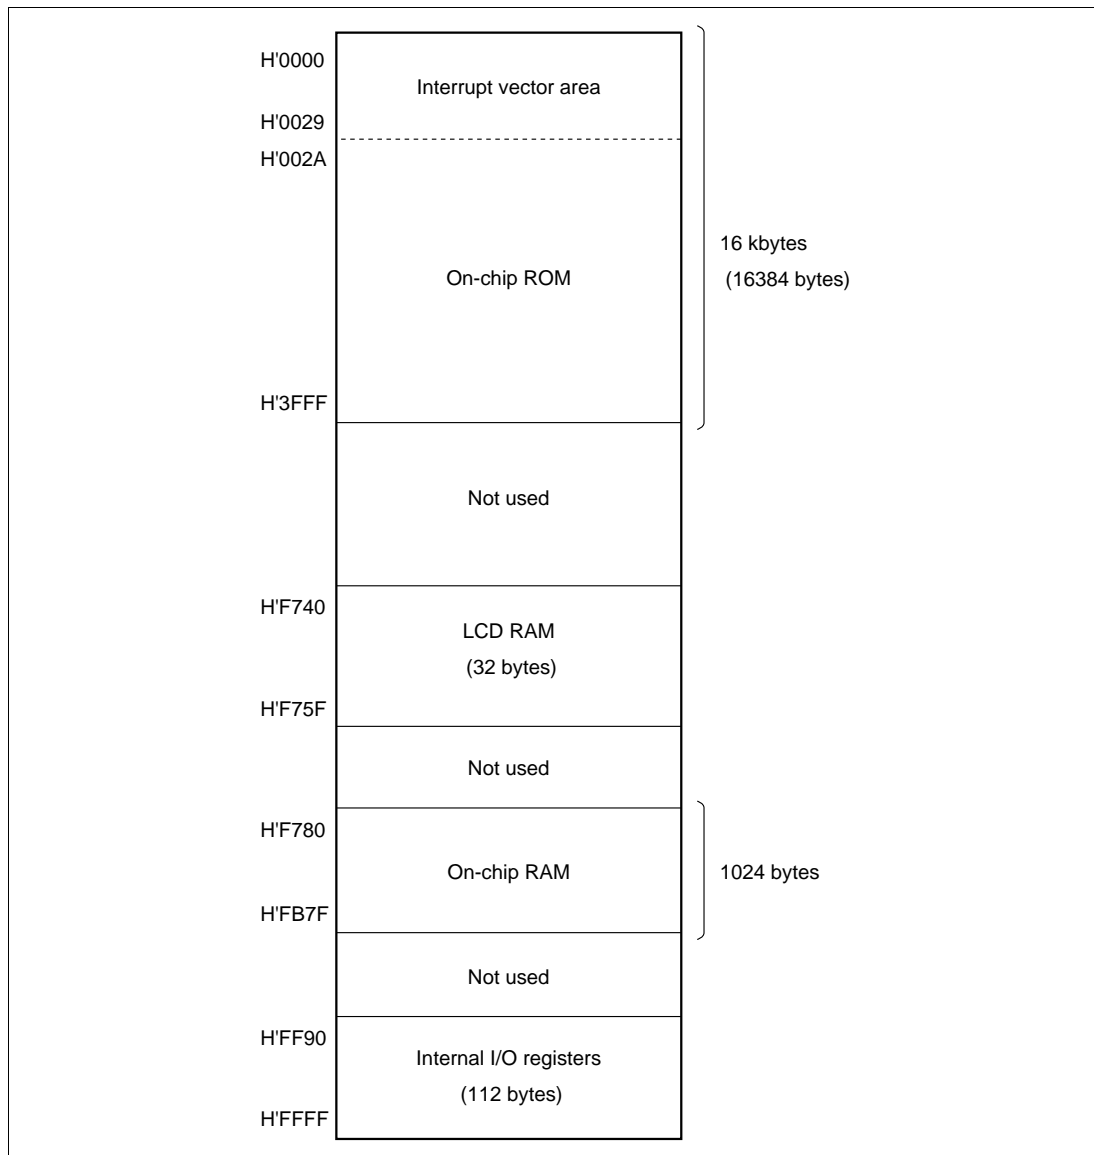 H'0000
Interrupt vector area
H'0029
H'002A
16 kbytes
(16384 bytes)
On-chip ROM
H'3FFF
Not used
H'F740
LCD RAM
(32 bytes)
H'F75F
Not used
H'F780
On-chip RAM
1024 bytes
H'FB7F
Not used
H'FF90
Internal I/O registers
(112 bytes)
H'FFFF